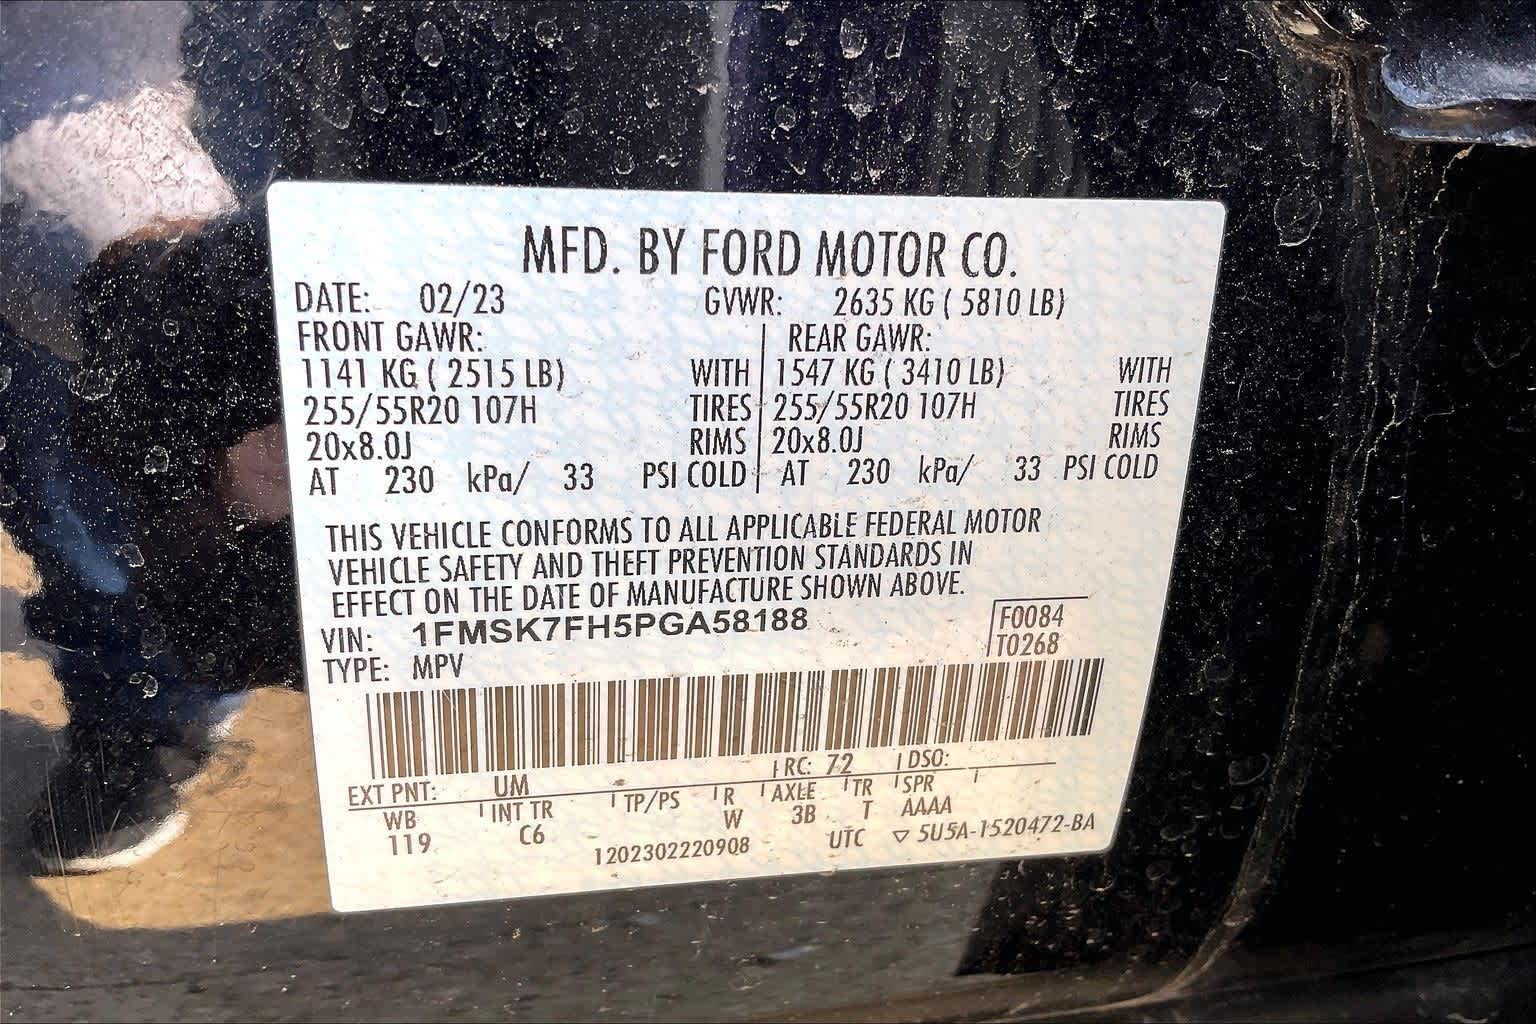 MFD. BY FORD MOTOR CO.
DATE: 02/23 GVWR: 2635 KG ( 5810 LB)
FRONT GAWR: REAR GAWR:
1141 KG ( 2515 LB) WITH 1547 KG ( 3410 LB) WITH
255/55R20 107H TIRES 255/55R20 107H TIRES
20x8.0J RIMS 20x8.0J RIMS
AT 230 kPa/ 33 PSI COLD AT 230 kPa/ 33 PSI COLD
THIS VEHICLE CONFORMS TO ALL APPLICABLE FEDERAL MOTOR
VEHICLE SAFETY AND THEFT PREVENTION STANDARDS IN
EFFECT ON THE DATE OF MANUFACTURE SHOWN ABOVE.
VIN: 1FMSK7FH5PGA58188 F0084
TYPE: MPV T0268
EXT PNT: UM RC: 72 DSO:
WB INT TR TP/PS R AXLE TR SPR
119 C6 W 3B T AAAA
1202302220908 UTC ▽ 5U5A-1520472-BA